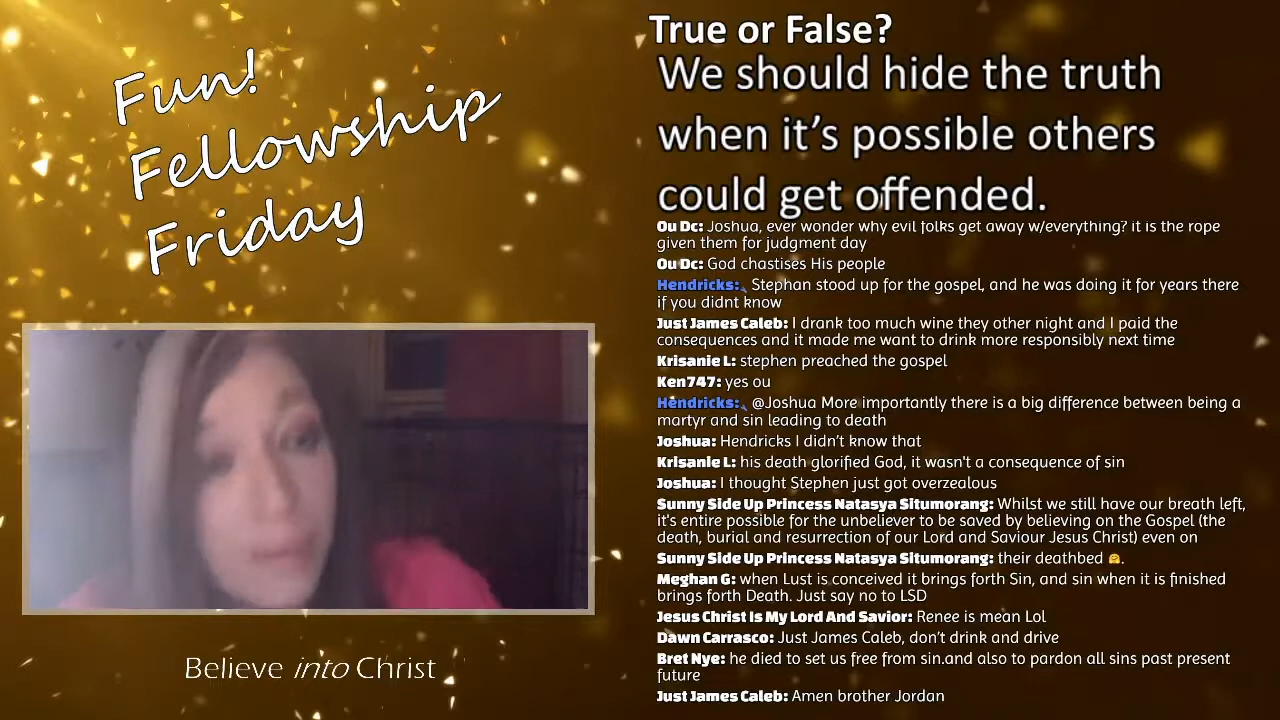 Fun!
Fellowship
Friday
Believe into Christ
True or False?
We should hide the truth
when it’s possible others
could get offended.
Ou Dc: Joshua, ever wonder why evil folks get away w/everything? it is the rope
given them for judgment day
Ou Dc: God chastises His people
Hendricks: Stephan stood up for the gospel, and he was doing it for years there
if you didnt know
Just James Caleb: I drank too much wine they other night and I paid the
consequences and it made me want to drink more responsibly next time
Krisanie L: stephen preached the gospel
Ken747: yes ou
Hendricks: @Joshua More importantly there is a big difference between being a
martyr and sin leading to death
Joshua: Hendricks I didn’t know that
Krisanie L: his death glorified God, it wasn't a consequence of sin
Joshua: I thought Stephen just got overzealous
Sunny Side Up Princess Natasya Situmorang: Whilst we still have our breath left,
it's entire possible for the unbeliever to be saved by believing on the Gospel (the
death, burial and resurrection of our Lord and Saviour Jesus Christ) even on
Sunny Side Up Princess Natasya Situmorang: their deathbed 🤗.
Meghan G: when Lust is conceived it brings forth Sin, and sin when it is finished
brings forth Death. Just say no to LSD
Jesus Christ Is My Lord And Savior: Renee is mean Lol
Dawn Carrasco: Just James Caleb, don’t drink and drive
Bret Nye: he died to set us free from sin.and also to pardon all sins past present
future
Just James Caleb: Amen brother Jordan